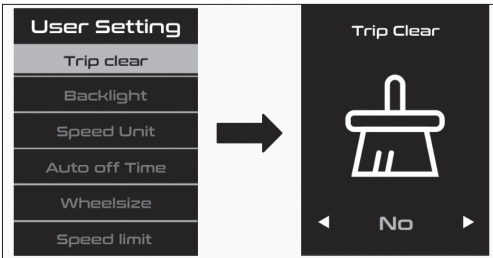 User Setting
Trip clear
Backlight
Speed Unit
Auto off Time
Wheelsize
Speed limit
Trip Clear
No